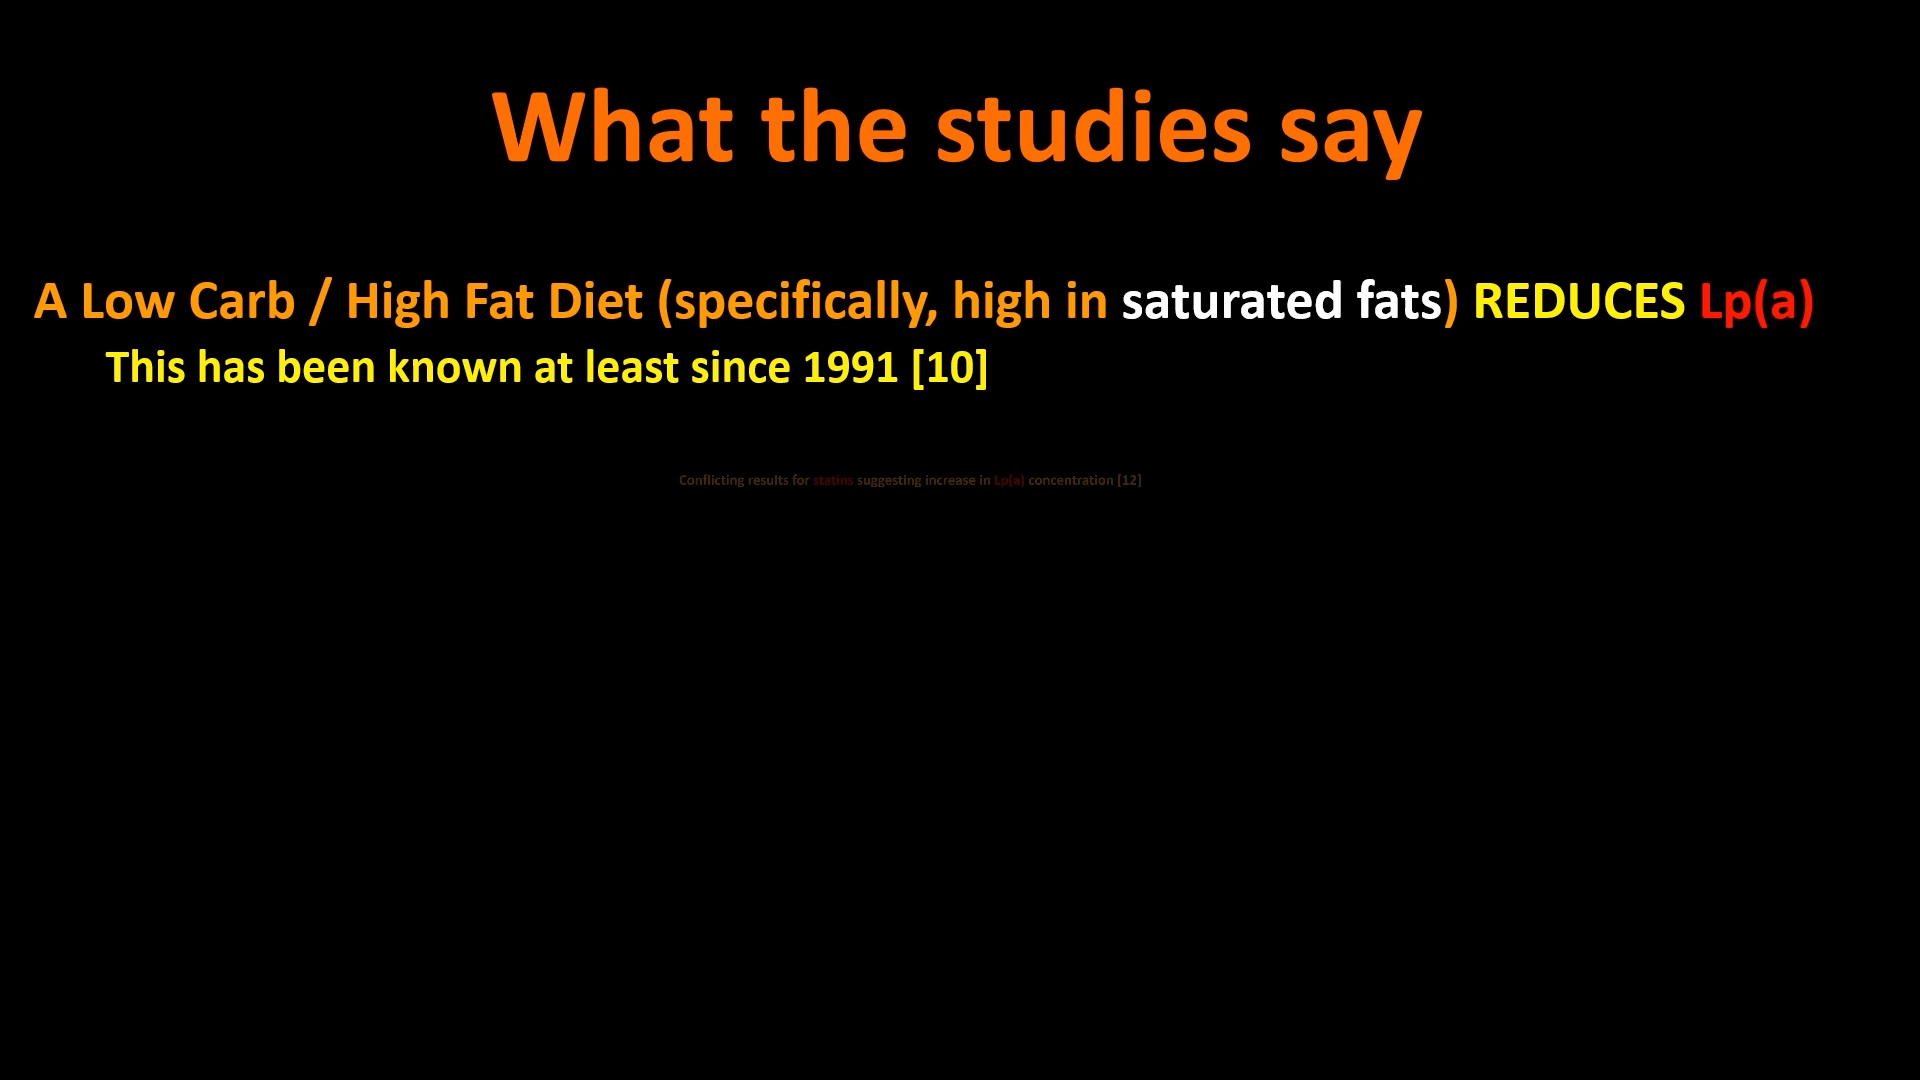 What the studies say
A Low Carb / High Fat Diet (specifically, high in saturated fats) REDUCES Lp(a)
This has been known at least since 1991 [10]
Conflicting results for statins suggesting increase in Lp(a) concentration [12]